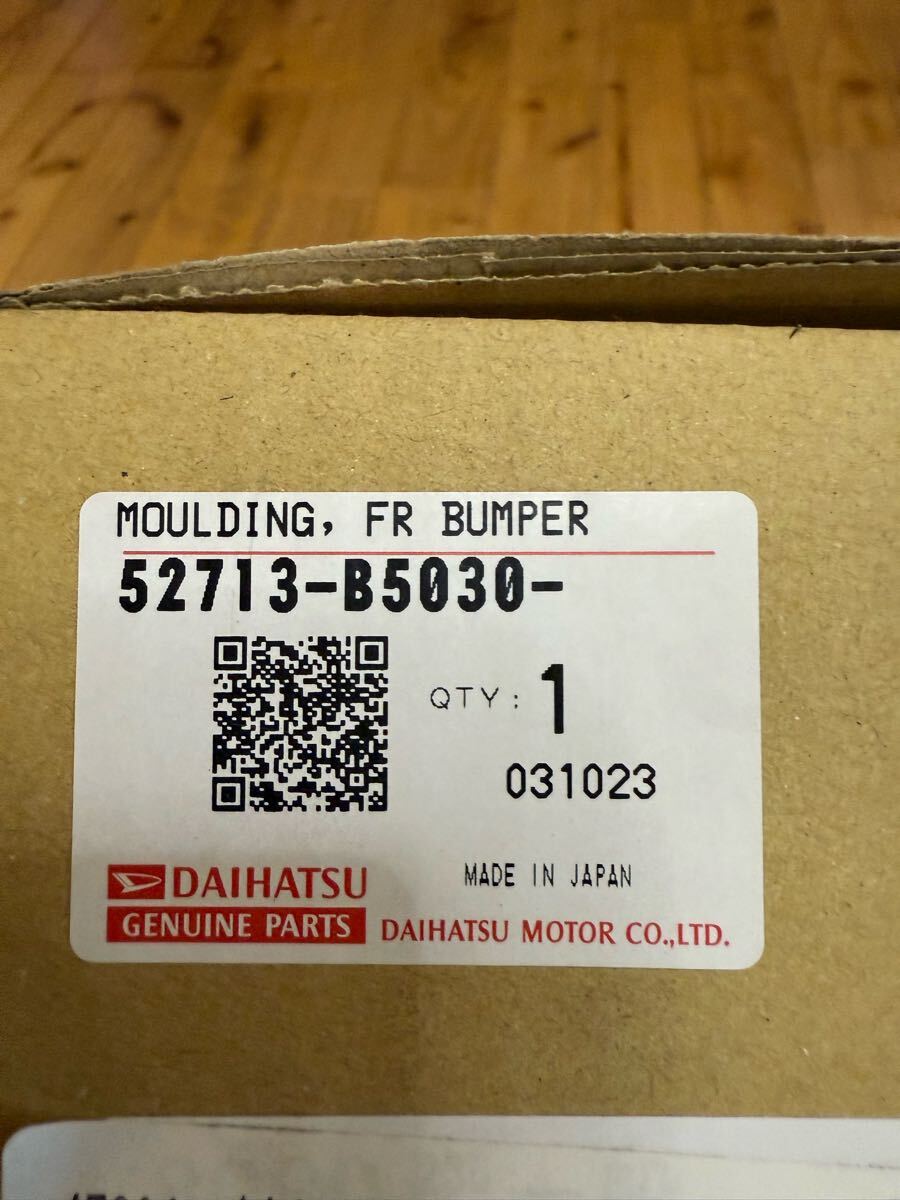 MOULDING, FR BUMPER
52713-B5030-
QTY: 1
031023
MADE IN JAPAN
DAIHATSU
GENUINE PARTS
DAIHATSU MOTOR CO.,LTD.